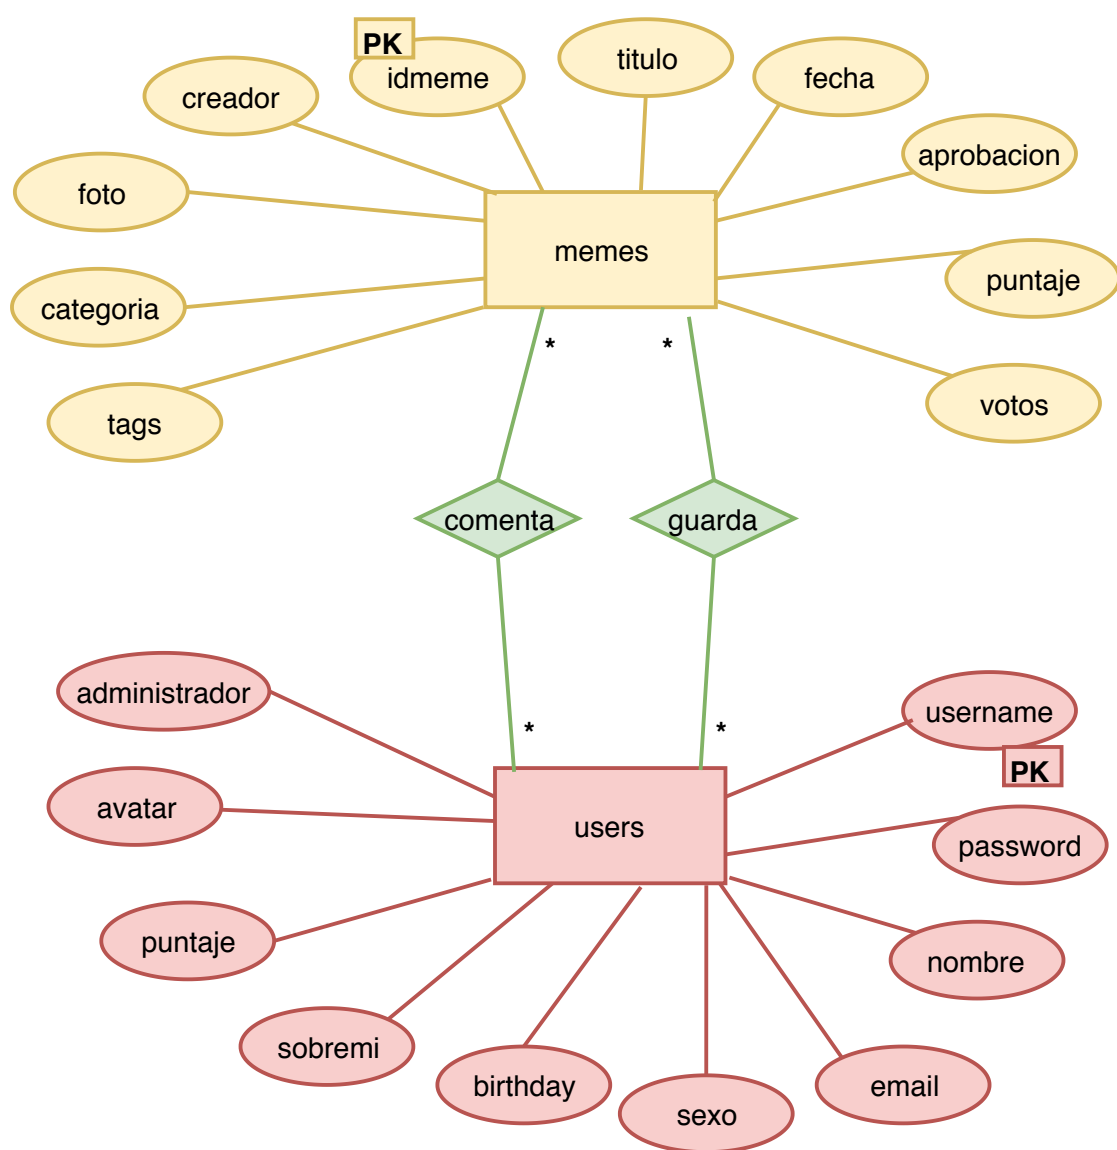 PK
idmeme
titulo
fecha
creador
aprobacion
foto
memes
puntaje
categoria
votos
tags
*
*
comenta
guarda
administrador
username
*
*
PK
avatar
users
password
puntaje
nombre
sobremi
birthday
sexo
email